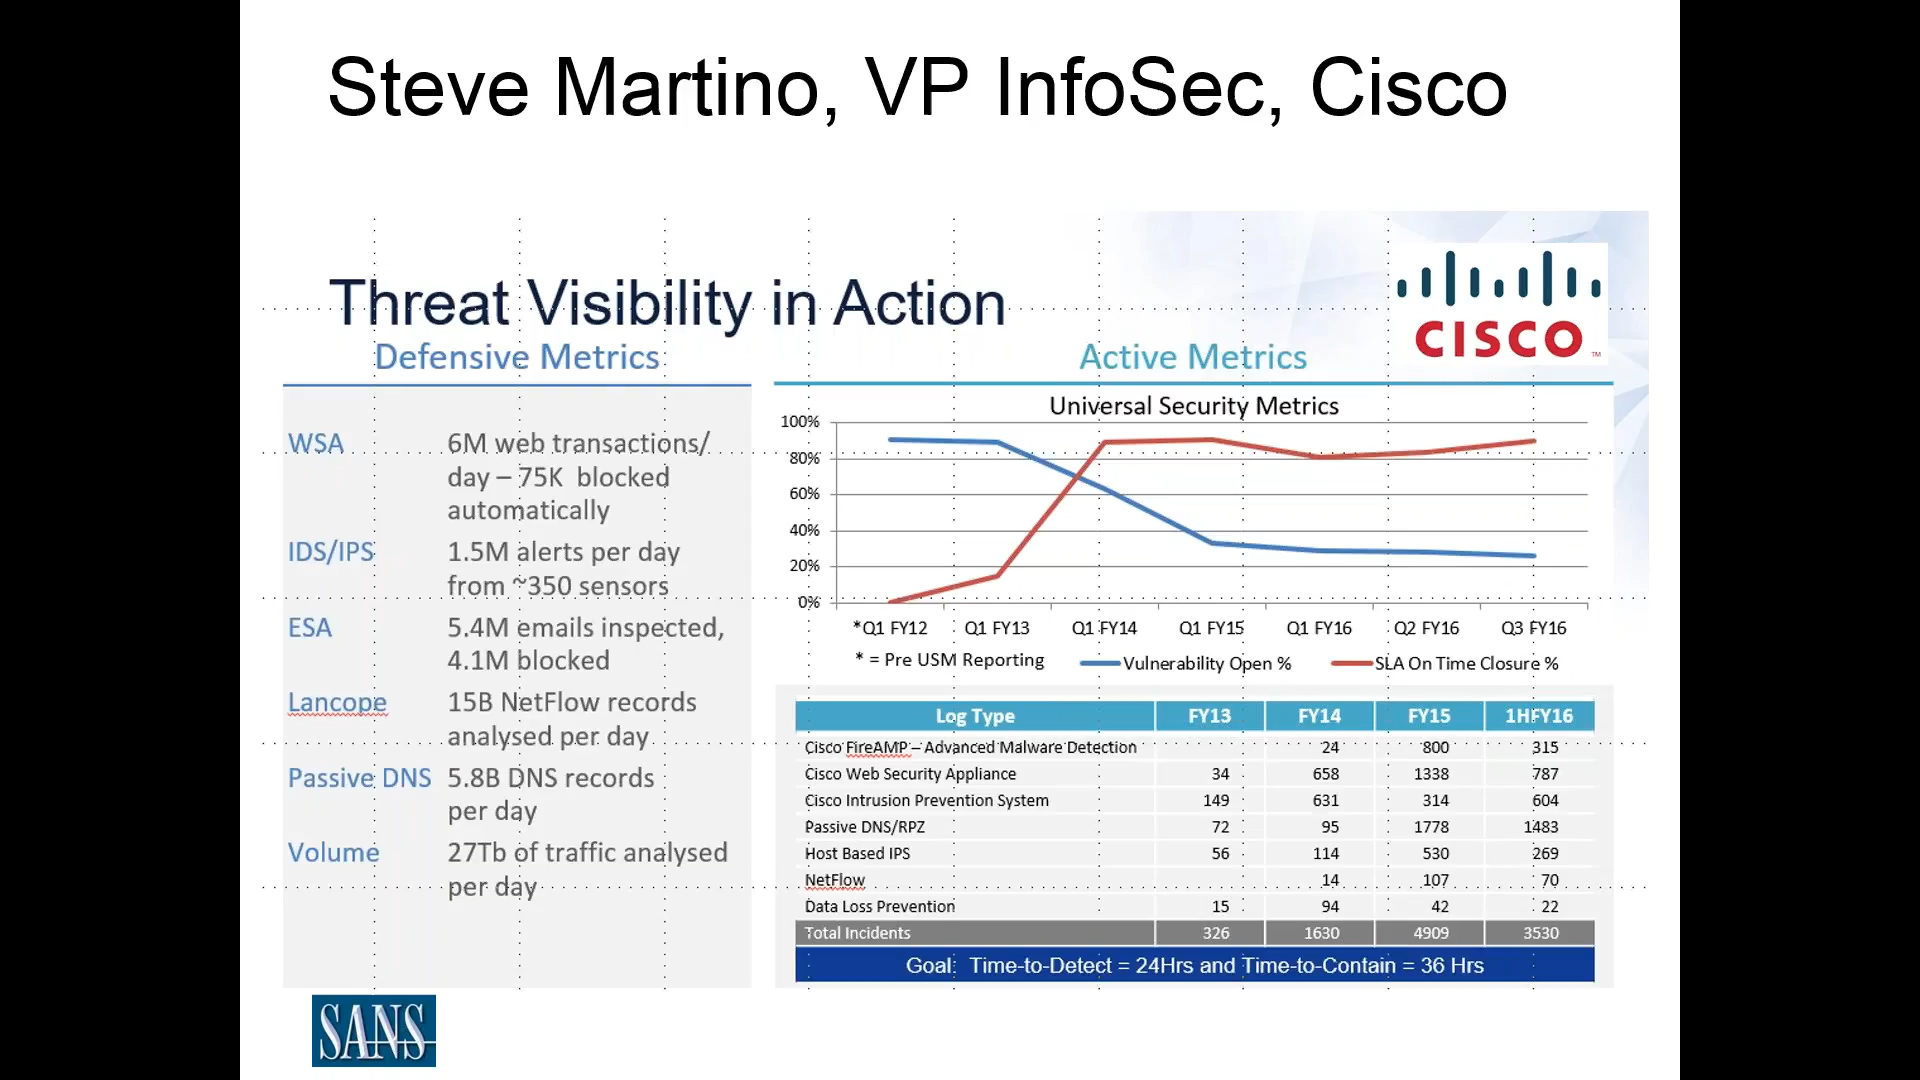 Steve Martino, VP InfoSec, Cisco
Threat Visibility in Action
CISCO
TM
Defensive Metrics
WSA 6M web transactions/
day – 75K blocked
automatically
IDS/IPS 1.5M alerts per day
from ~350 sensors
ESA 5.4M emails inspected,
4.1M blocked
Lancope 15B NetFlow records
analysed per day
Passive DNS 5.8B DNS records
per day
Volume 27Tb of traffic analysed
per day
Active Metrics
Universal Security Metrics
100%
80%
60%
40%
20%
0%
*Q1 FY12 Q1 FY13 Q1 FY14 Q1 FY15 Q1 FY16 Q2 FY16 Q3 FY16
* = Pre USM Reporting Vulnerability Open % SLA On Time Closure %
Log Type FY13 FY14 FY15 1HFY16
Cisco FireAMP – Advanced Malware Detection 24 800 315
Cisco Web Security Appliance 34 658 1338 787
Cisco Intrusion Prevention System 149 631 314 604
Passive DNS/RPZ 72 95 1778 1483
Host Based IPS 56 114 530 269
NetFlow 14 107 70
Data Loss Prevention 15 94 42 22
Total Incidents 326 1630 4909 3530
Goal: Time-to-Detect = 24Hrs and Time-to-Contain = 36 Hrs
SANS